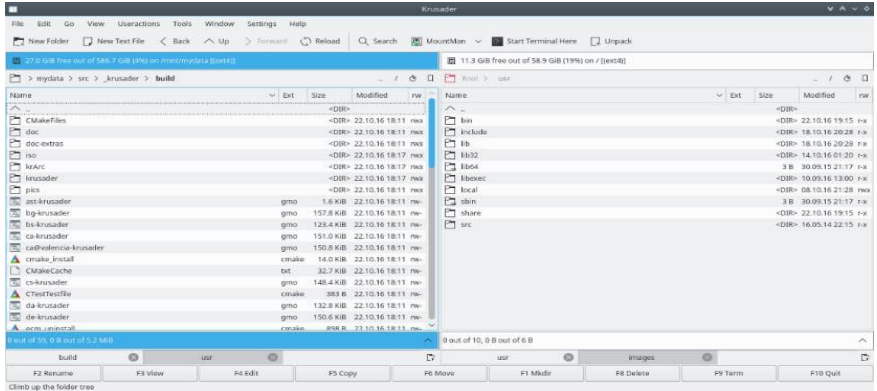 Krusader
File Edit Go View Useractions Tools Window Settings Help
New Folder New Text File < Back Up > Forward Reload Search MountMan Start Terminal Here Unpack
27.0 GiB free out of 586.7 GiB (4%) on /mnt/mydata [(ext4)]
> mydata > src > _krusader > build .. /
Name Ext Size Modified rw
.. <DIR>
CMakeFiles <DIR> 22.10.16 18:11 rwx
doc <DIR> 22.10.16 18:11 rwx
doc-extras <DIR> 22.10.16 18:11 rwx
iso <DIR> 22.10.16 18:17 rwx
krArc <DIR> 22.10.16 18:17 rwx
krusader <DIR> 22.10.16 18:17 rwx
pics <DIR> 22.10.16 18:11 rwx
ast-krusader gmo 1.6 KiB 22.10.16 18:11 rw-
bg-krusader gmo 157.8 KiB 22.10.16 18:11 rw-
bs-krusader gmo 123.4 KiB 22.10.16 18:11 rw-
ca-krusader gmo 151.0 KiB 22.10.16 18:11 rw-
ca@valencia-krusader gmo 150.8 KiB 22.10.16 18:11 rw-
cmake_install cmake 14.0 KiB 22.10.16 18:11 rw-
CMakeCache txt 32.7 KiB 22.10.16 18:11 rw-
cs-krusader gmo 148.4 KiB 22.10.16 18:11 rw-
CTestTestfile cmake 383 B 22.10.16 18:11 rw-
da-krusader gmo 132.8 KiB 22.10.16 18:11 rw-
de-krusader gmo 150.6 KiB 22.10.16 18:11 rw-
ecm_uninstall cmake 898 B 22.10.16 18:11 rw-
0 out of 59, 0 B out of 5.2 MiB
build usr
11.3 GiB free out of 58.9 GiB (19%) on / [(ext4)]
Root > usr .. /
Name Ext Size Modified rw
.. <DIR>
bin <DIR> 22.10.16 19:15 r-x
include <DIR> 18.10.16 20:28 r-x
lib <DIR> 18.10.16 20:28 r-x
lib32 <DIR> 14.10.16 01:20 r-x
lib64 3 B 30.09.15 21:17 r-x
libexec <DIR> 10.09.16 13:00 r-x
local <DIR> 08.10.16 21:28 rwx
sbin 3 B 30.09.15 21:17 r-x
share <DIR> 22.10.16 19:15 r-x
src <DIR> 16.05.14 22:15 r-x
0 out of 10, 0 B out of 6 B
usr images
F2 Rename F3 View F4 Edit F5 Copy F6 Move F1 Mkdir F8 Delete F9 Term F10 Quit
Climb up the folder tree